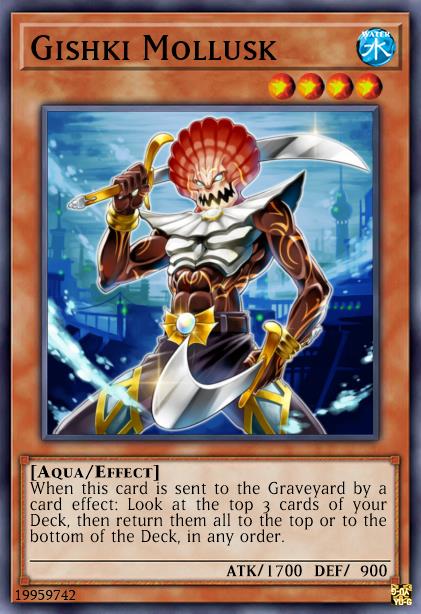 Gishki Mollusk
WATER
水
[Aqua/Effect]
When this card is sent to the Graveyard by a
card effect: Look at the top 3 cards of your
Deck, then return them all to the top or to the
bottom of the Deck, in any order.
ATK/1700 DEF/ 900
19959742